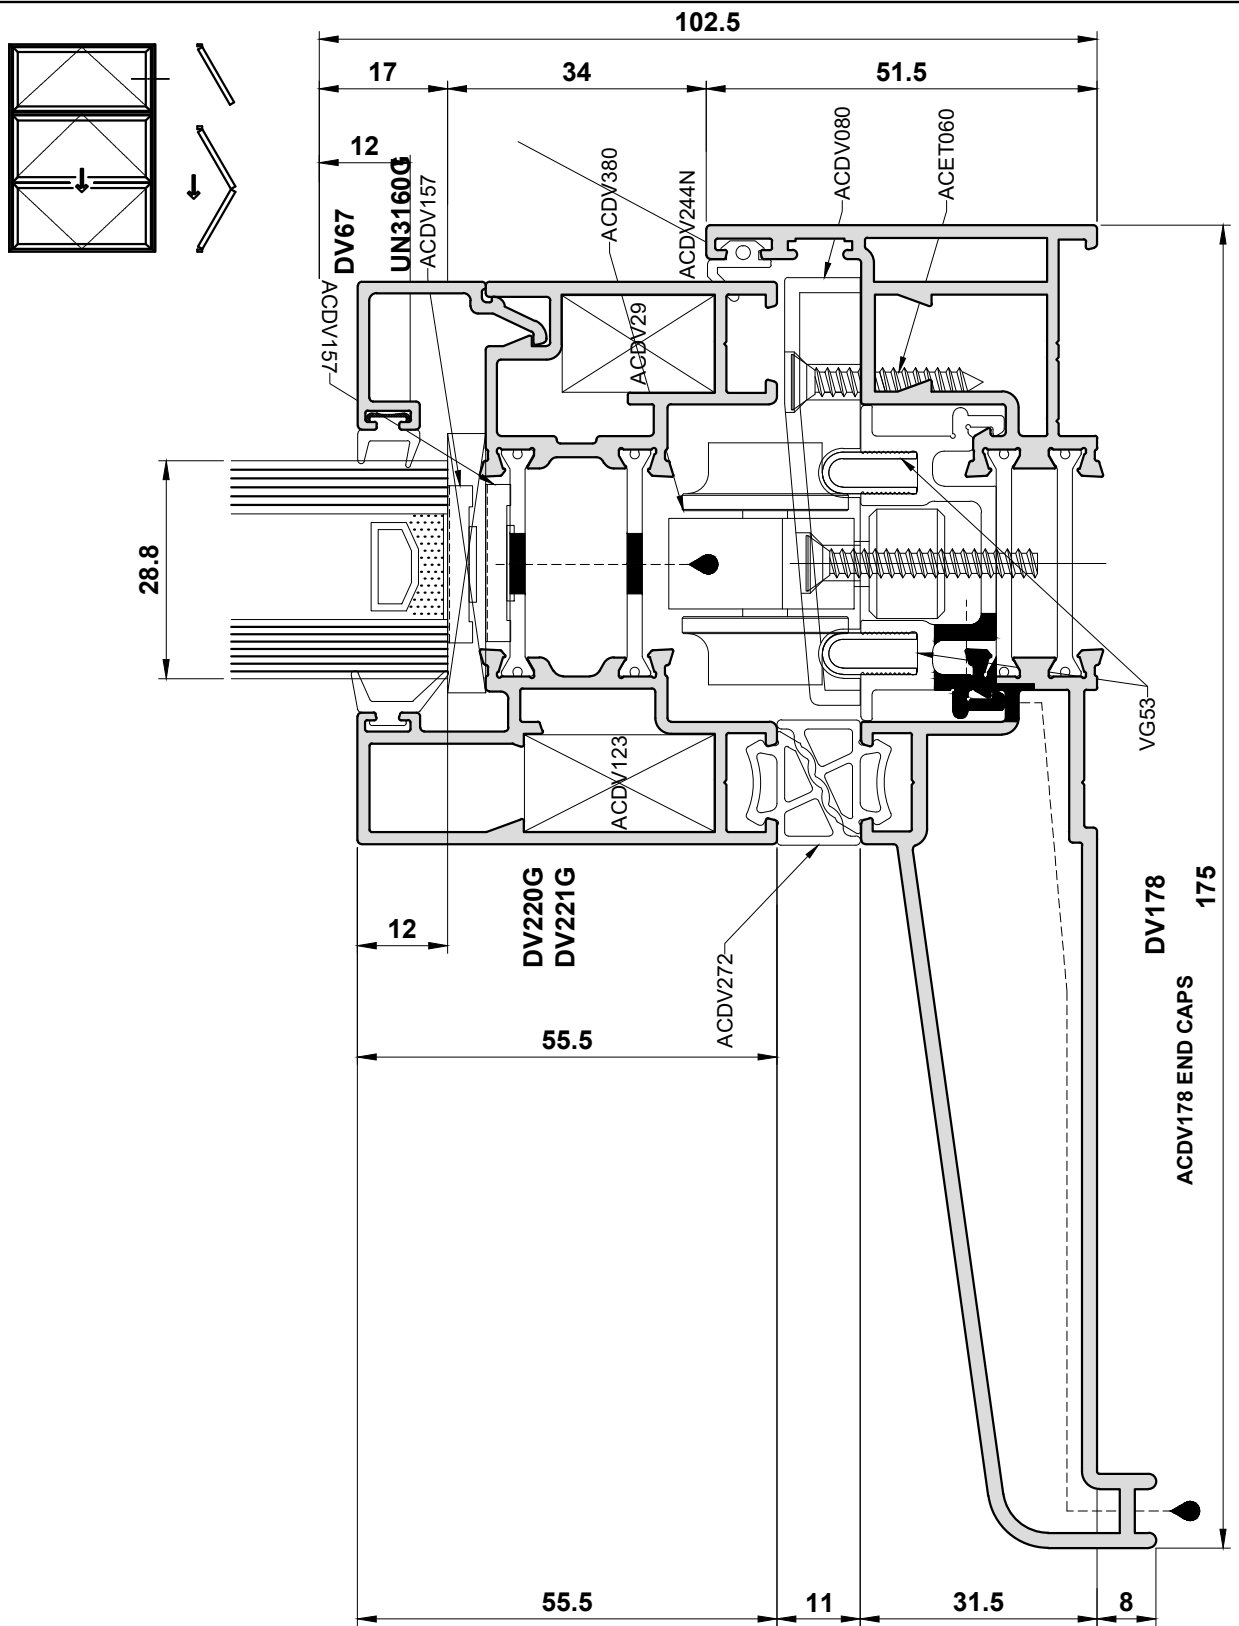 102.5
17
34
51.5
12
DV67
UN3160G
ACDV157
ACDV157
ACDV380
ACDV244N
ACDV080
ACET060
ACDV29
28.8
VG53
ACDV123
DV220G
DV221G
ACDV272
12
55.5
DV178
175
ACDV178 END CAPS
55.5
11
31.5
8